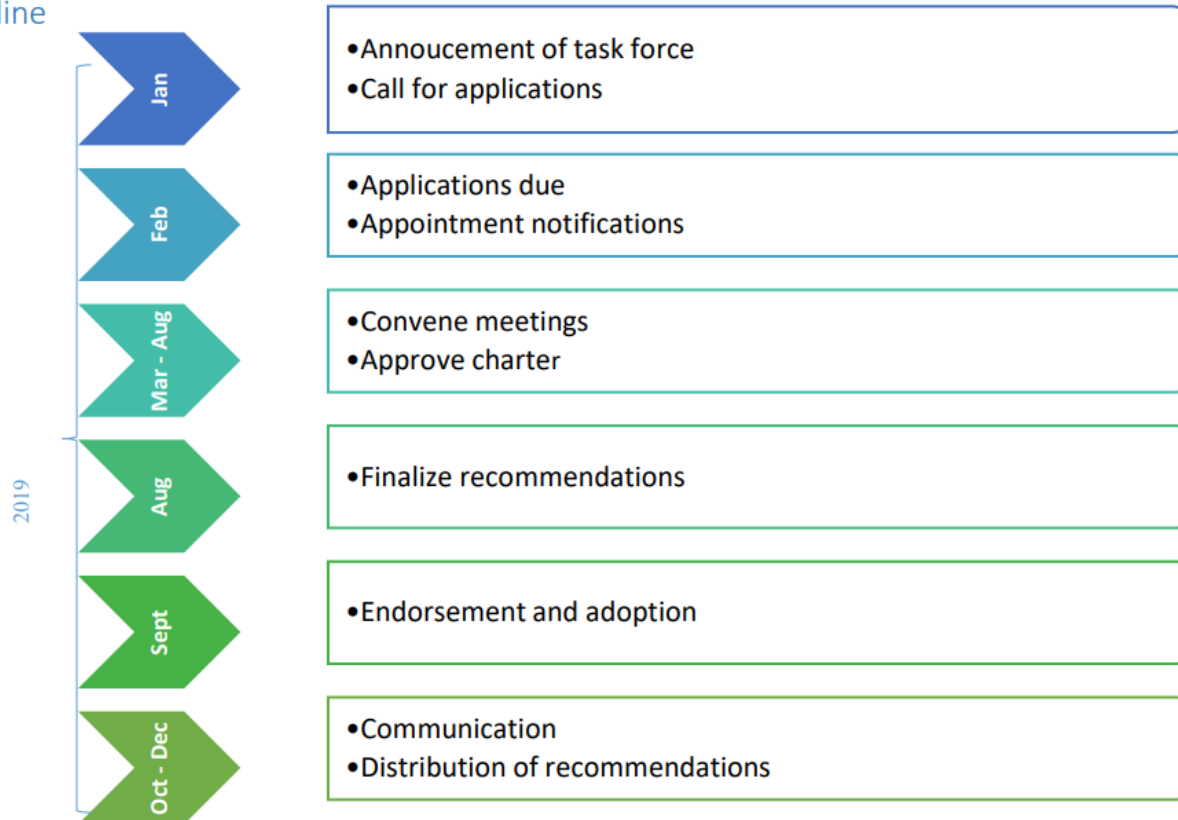 line
Jan
•Annoucement of task force
•Call for applications
Feb
•Applications due
•Appointment notifications
Mar - Aug
•Convene meetings
•Approve charter
2019
Aug
•Finalize recommendations
Sept
•Endorsement and adoption
Oct - Dec
•Communication
•Distribution of recommendations